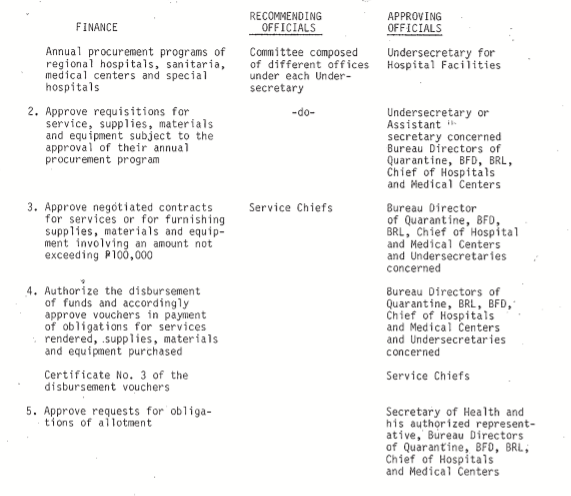 FINANCE
RECOMMENDING
OFFICIALS
APPROVING
OFFICIALS
Annual procurement programs of
regional hospitals, sanitaria,
medical centers and special
hospitals
Committee composed
of different offices
under each Under-
secretary
Undersecretary for
Hospital Facilities
2. Approve requisitions for
service, supplies, materials
and equipment subject to the
approval of their annual
procurement program
-do-
Undersecretary or
Assistant
secretary concerned
Bureau Directors of
Quarantine, BFD, BRL,
Chief of Hospitals
and Medical Centers
3. Approve negotiated contracts
for services or for furnishing
supplies, materials and equip-
ment involving an amount not
exceeding ₱100,000
Service Chiefs
Bureau Director
of Quarantine, BFD,
BRL, Chief of Hospital
and Medical Centers
and Undersecretaries
concerned
4. Authorize the disbursement
of funds and accordingly
approve vouchers in payment
of obligations for services
rendered, supplies, materials
and equipment purchased
Bureau Directors of
Quarantine, BRL, BFD,
Chief of Hospitals
and Medical Centers
and Undersecretaries
concerned
Certificate No. 3 of the
disbursement vouchers
Service Chiefs
5. Approve requests for obliga-
tions of allotment
Secretary of Health and
his authorized represent-
ative, Bureau Directors
of Quarantine, BFD, BRL,
Chief of Hospitals
and Medical Centers